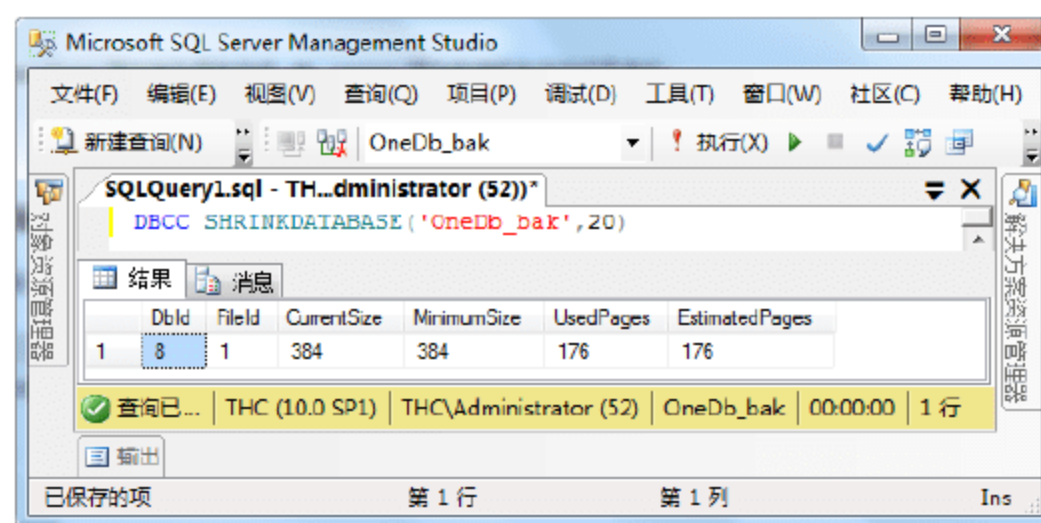 Microsoft SQL Server Management Studio
文件(F) 编辑(E) 视图(V) 查询(Q) 项目(P) 调试(D) 工具(T) 窗口(W) 社区(C) 帮助(H)
新建查询(N) OneDb_bak 执行(X)
SQLQuery1.sql - TH...dministrator (52))*
DBCC SHRINKDATABASE('OneDb_bak',20)
结果 消息
DbId FileId CurrentSize MinimumSize UsedPages EstimatedPages
1 8 1 384 384 176 176
查询已... THC (10.0 SP1) THC\Administrator (52) OneDb_bak 00:00:00 1 行
输出
已保存的项 第 1 行 第 1 列 Ins
对象资源管理器
解决方案资源管理器